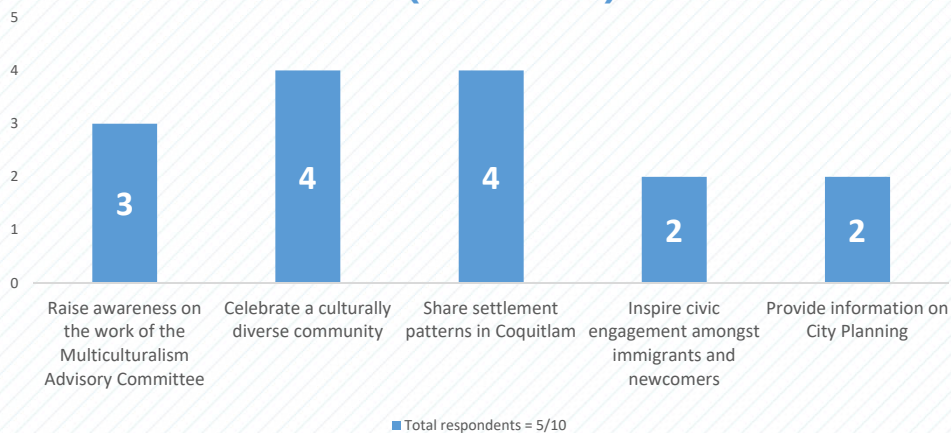 5
4
3
2
1
0
3
4
4
2
2
Raise awareness on
the work of the
Multiculturalism
Advisory Committee
Celebrate a culturally
diverse community
Share settlement
patterns in Coquitlam
Inspire civic
engagement amongst
immigrants and
newcomers
Provide information on
City Planning
Total respondents = 5/10